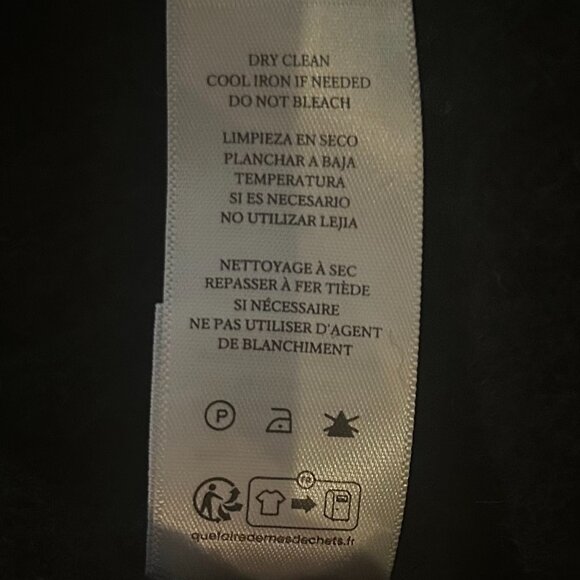 DRY CLEAN
COOL IRON IF NEEDED
DO NOT BLEACH
LIMPIEZA EN SECO
PLANCHAR A BAJA
TEMPERATURA
SI ES NECESARIO
NO UTILIZAR LEJIA
NETTOYAGE À SEC
REPASSER À FER TIÈDE
SI NÉCESSAIRE
NE PAS UTILISER D'AGENT
DE BLANCHIMENT
P
FR
quefairedemesdechets.fr